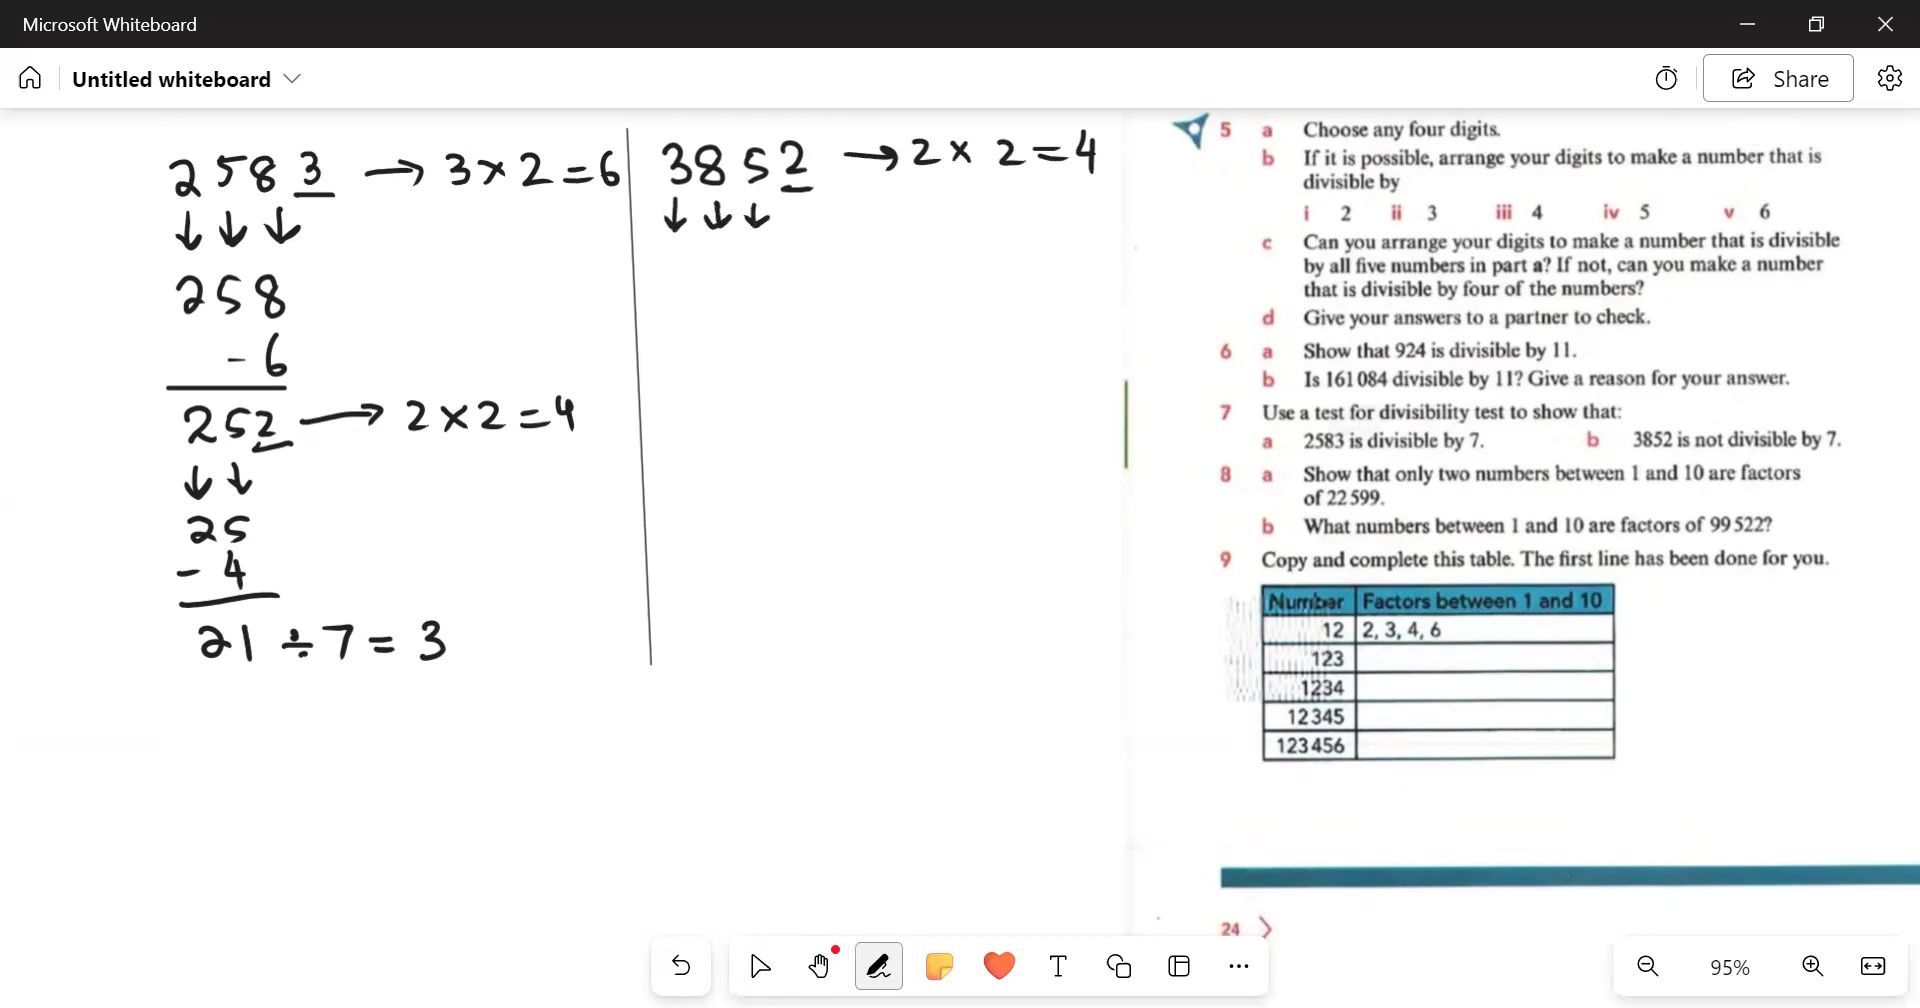 Microsoft Whiteboard
Untitled whiteboard
Share
2583 → 3 × 2 = 6
↓ ↓ ↓
258
- 6
252 → 2 × 2 = 4
↓ ↓
25
- 4
21 ÷ 7 = 3
3852 → 2 × 2 = 4
↓ ↓ ↓
5 a Choose any four digits.
b If it is possible, arrange your digits to make a number that is
divisible by
i 2 ii 3 iii 4 iv 5 v 6
c Can you arrange your digits to make a number that is divisible
by all five numbers in part a? If not, can you make a number
that is divisible by four of the numbers?
d Give your answers to a partner to check.
6 a Show that 924 is divisible by 11.
b Is 161 084 divisible by 11? Give a reason for your answer.
7 Use a test for divisibility test to show that:
a 2583 is divisible by 7. b 3852 is not divisible by 7.
8 a Show that only two numbers between 1 and 10 are factors
of 22 599.
b What numbers between 1 and 10 are factors of 99 522?
9 Copy and complete this table. The first line has been done for you.
Number Factors between 1 and 10
12 2, 3, 4, 6
123
1234
12 345
123 456
24
T
95%